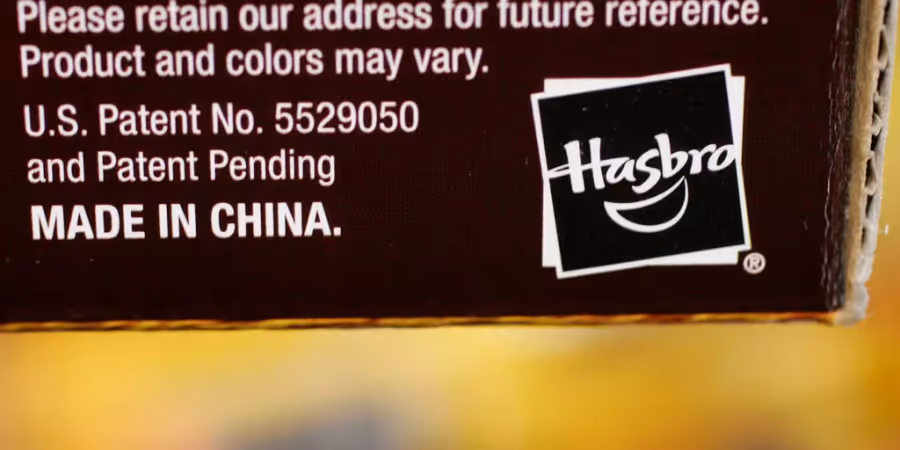 Please retain our address for future reference.
Product and colors may vary.
U.S. Patent No. 5529050
and Patent Pending
MADE IN CHINA.
Hasbro
®